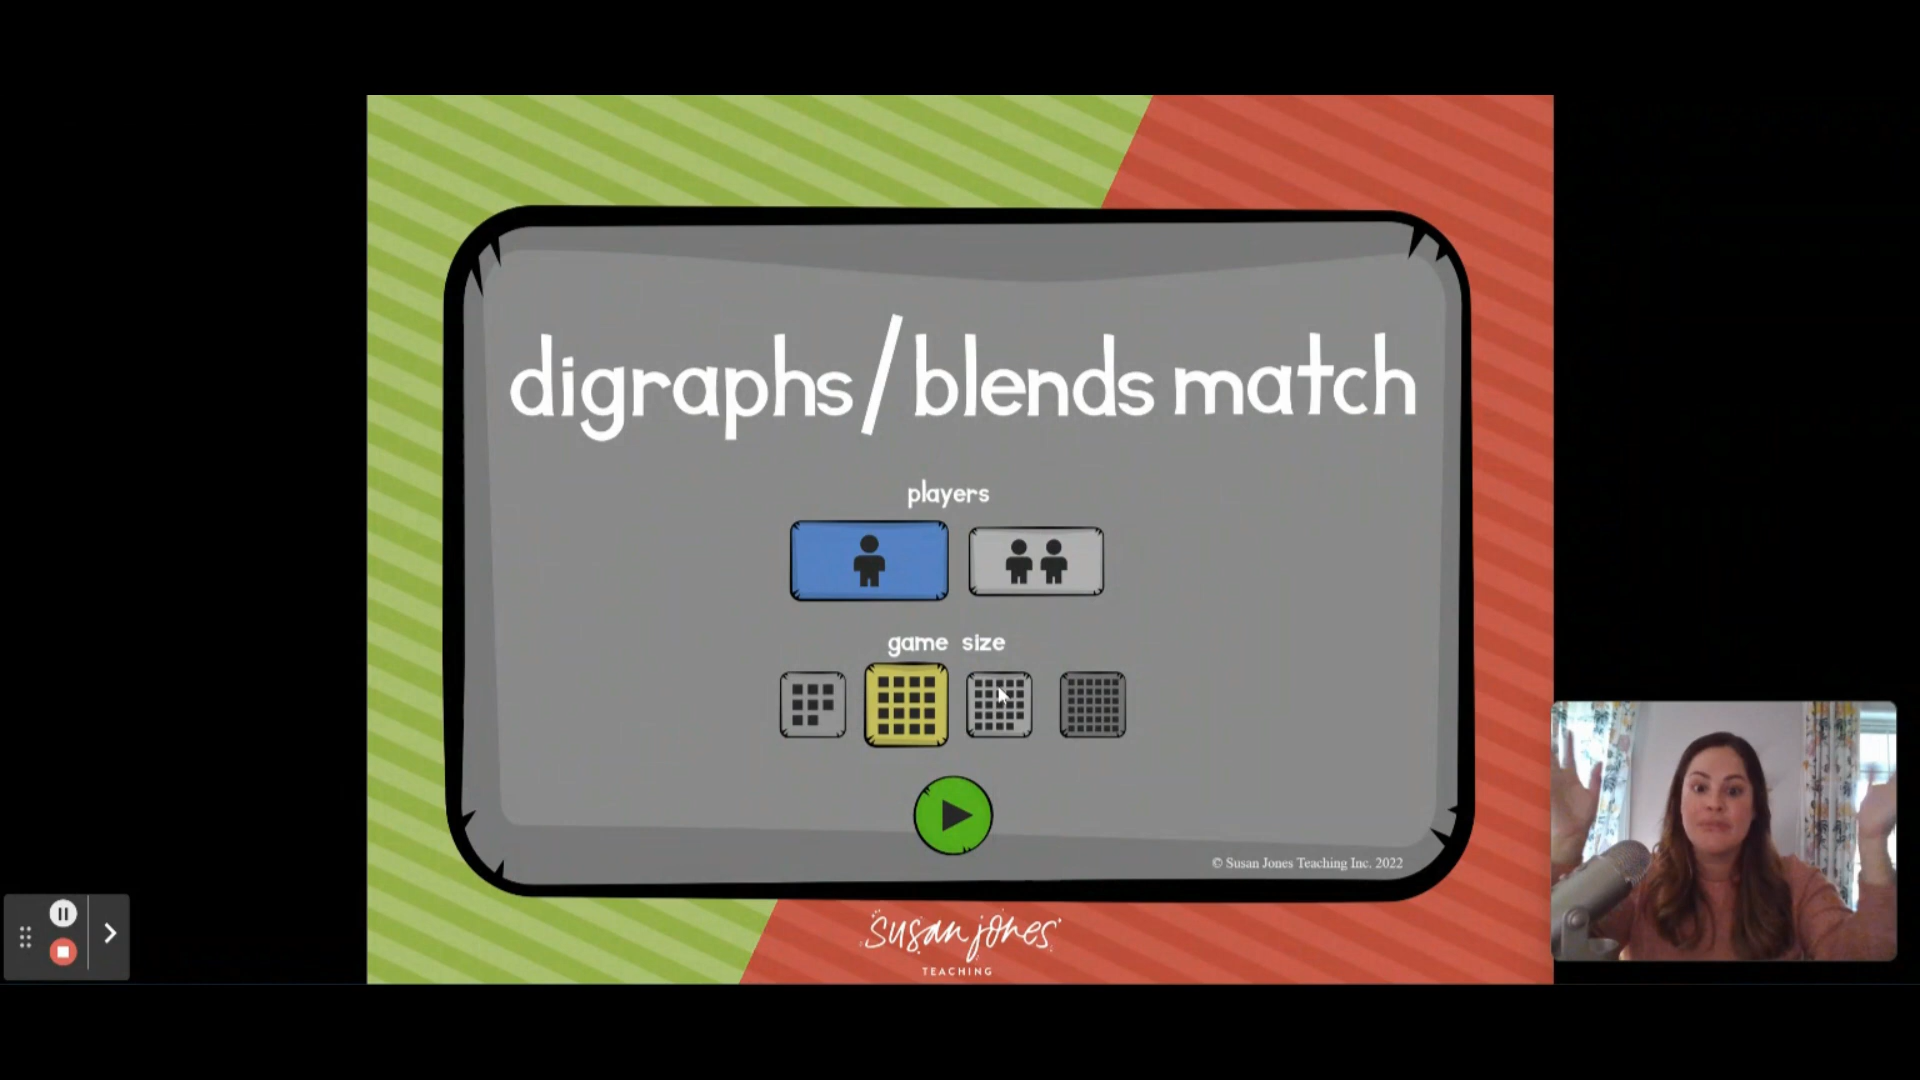 digraphs/blends match
players
game size
© Susan Jones Teaching Inc. 2022
susan jones
TEACHING